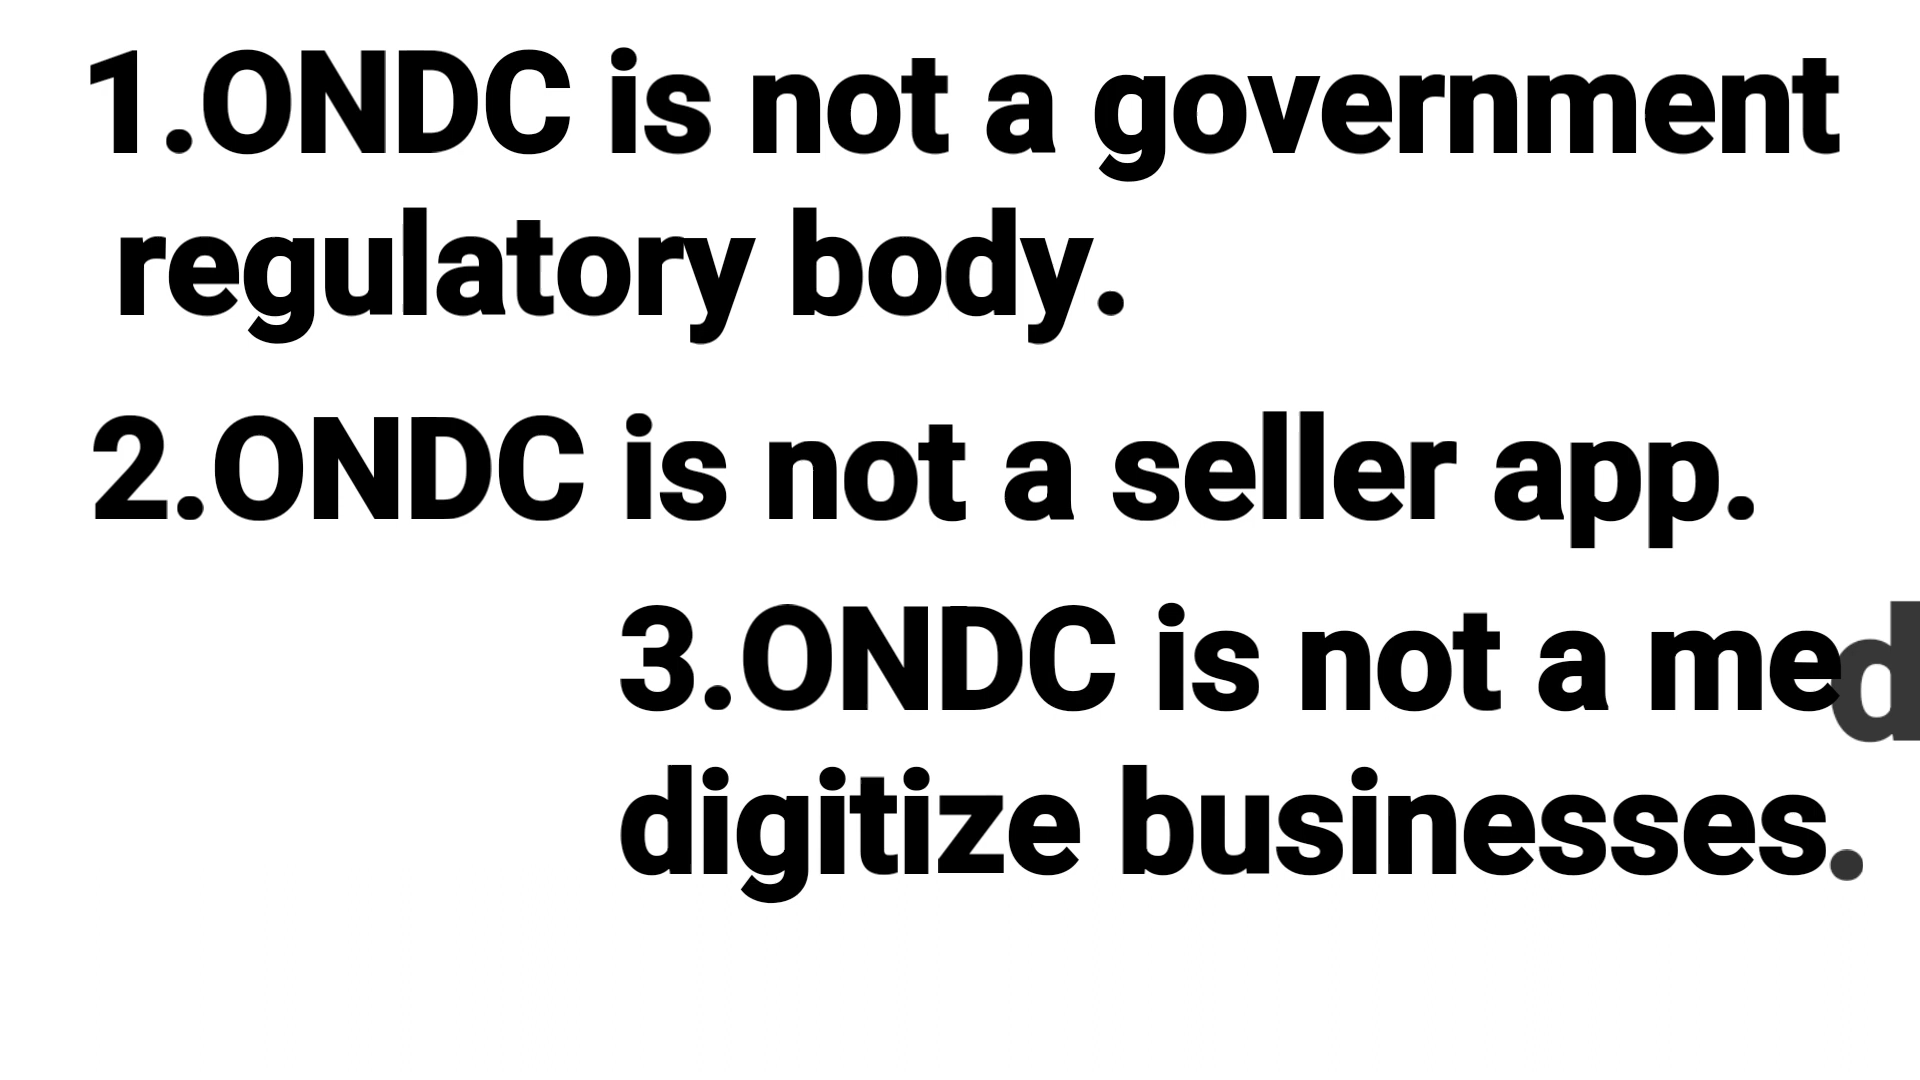 1.ONDC is not a government
regulatory body.
2.ONDC is not a seller app.
3.ONDC is not a med
digitize businesses.